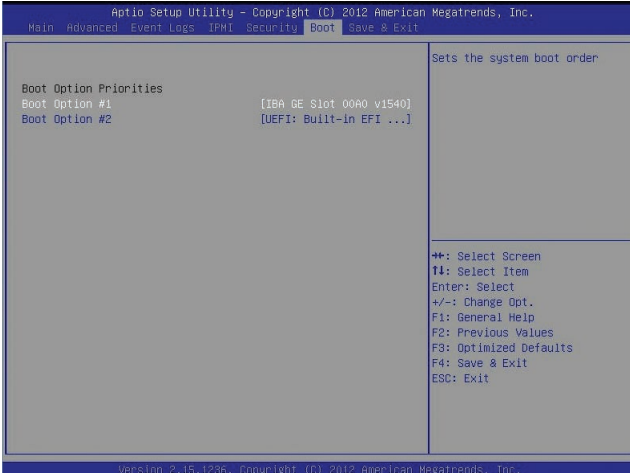 Aptio Setup Utility – Copyright (C) 2012 American Megatrends, Inc.
Main Advanced Event Logs IPMI Security Boot Save & Exit
Sets the system boot order
Boot Option Priorities
Boot Option #1 [IBA GE Slot 00A0 v1540]
Boot Option #2 [UEFI: Built-in EFI ...]
→←: Select Screen
↑↓: Select Item
Enter: Select
+/-: Change Opt.
F1: General Help
F2: Previous Values
F3: Optimized Defaults
F4: Save & Exit
ESC: Exit
Version 2.15.1236. Copyright (C) 2012 American Megatrends, Inc.